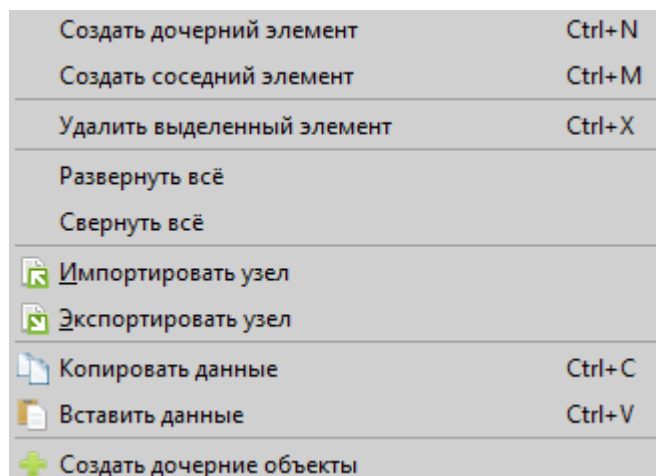 Создать дочерний элемент Ctrl+N
Создать соседний элемент Ctrl+M
Удалить выделенный элемент Ctrl+X
Развернуть всё
Свернуть всё
Импортировать узел
Экспортировать узел
Копировать данные Ctrl+C
Вставить данные Ctrl+V
Создать дочерние объекты